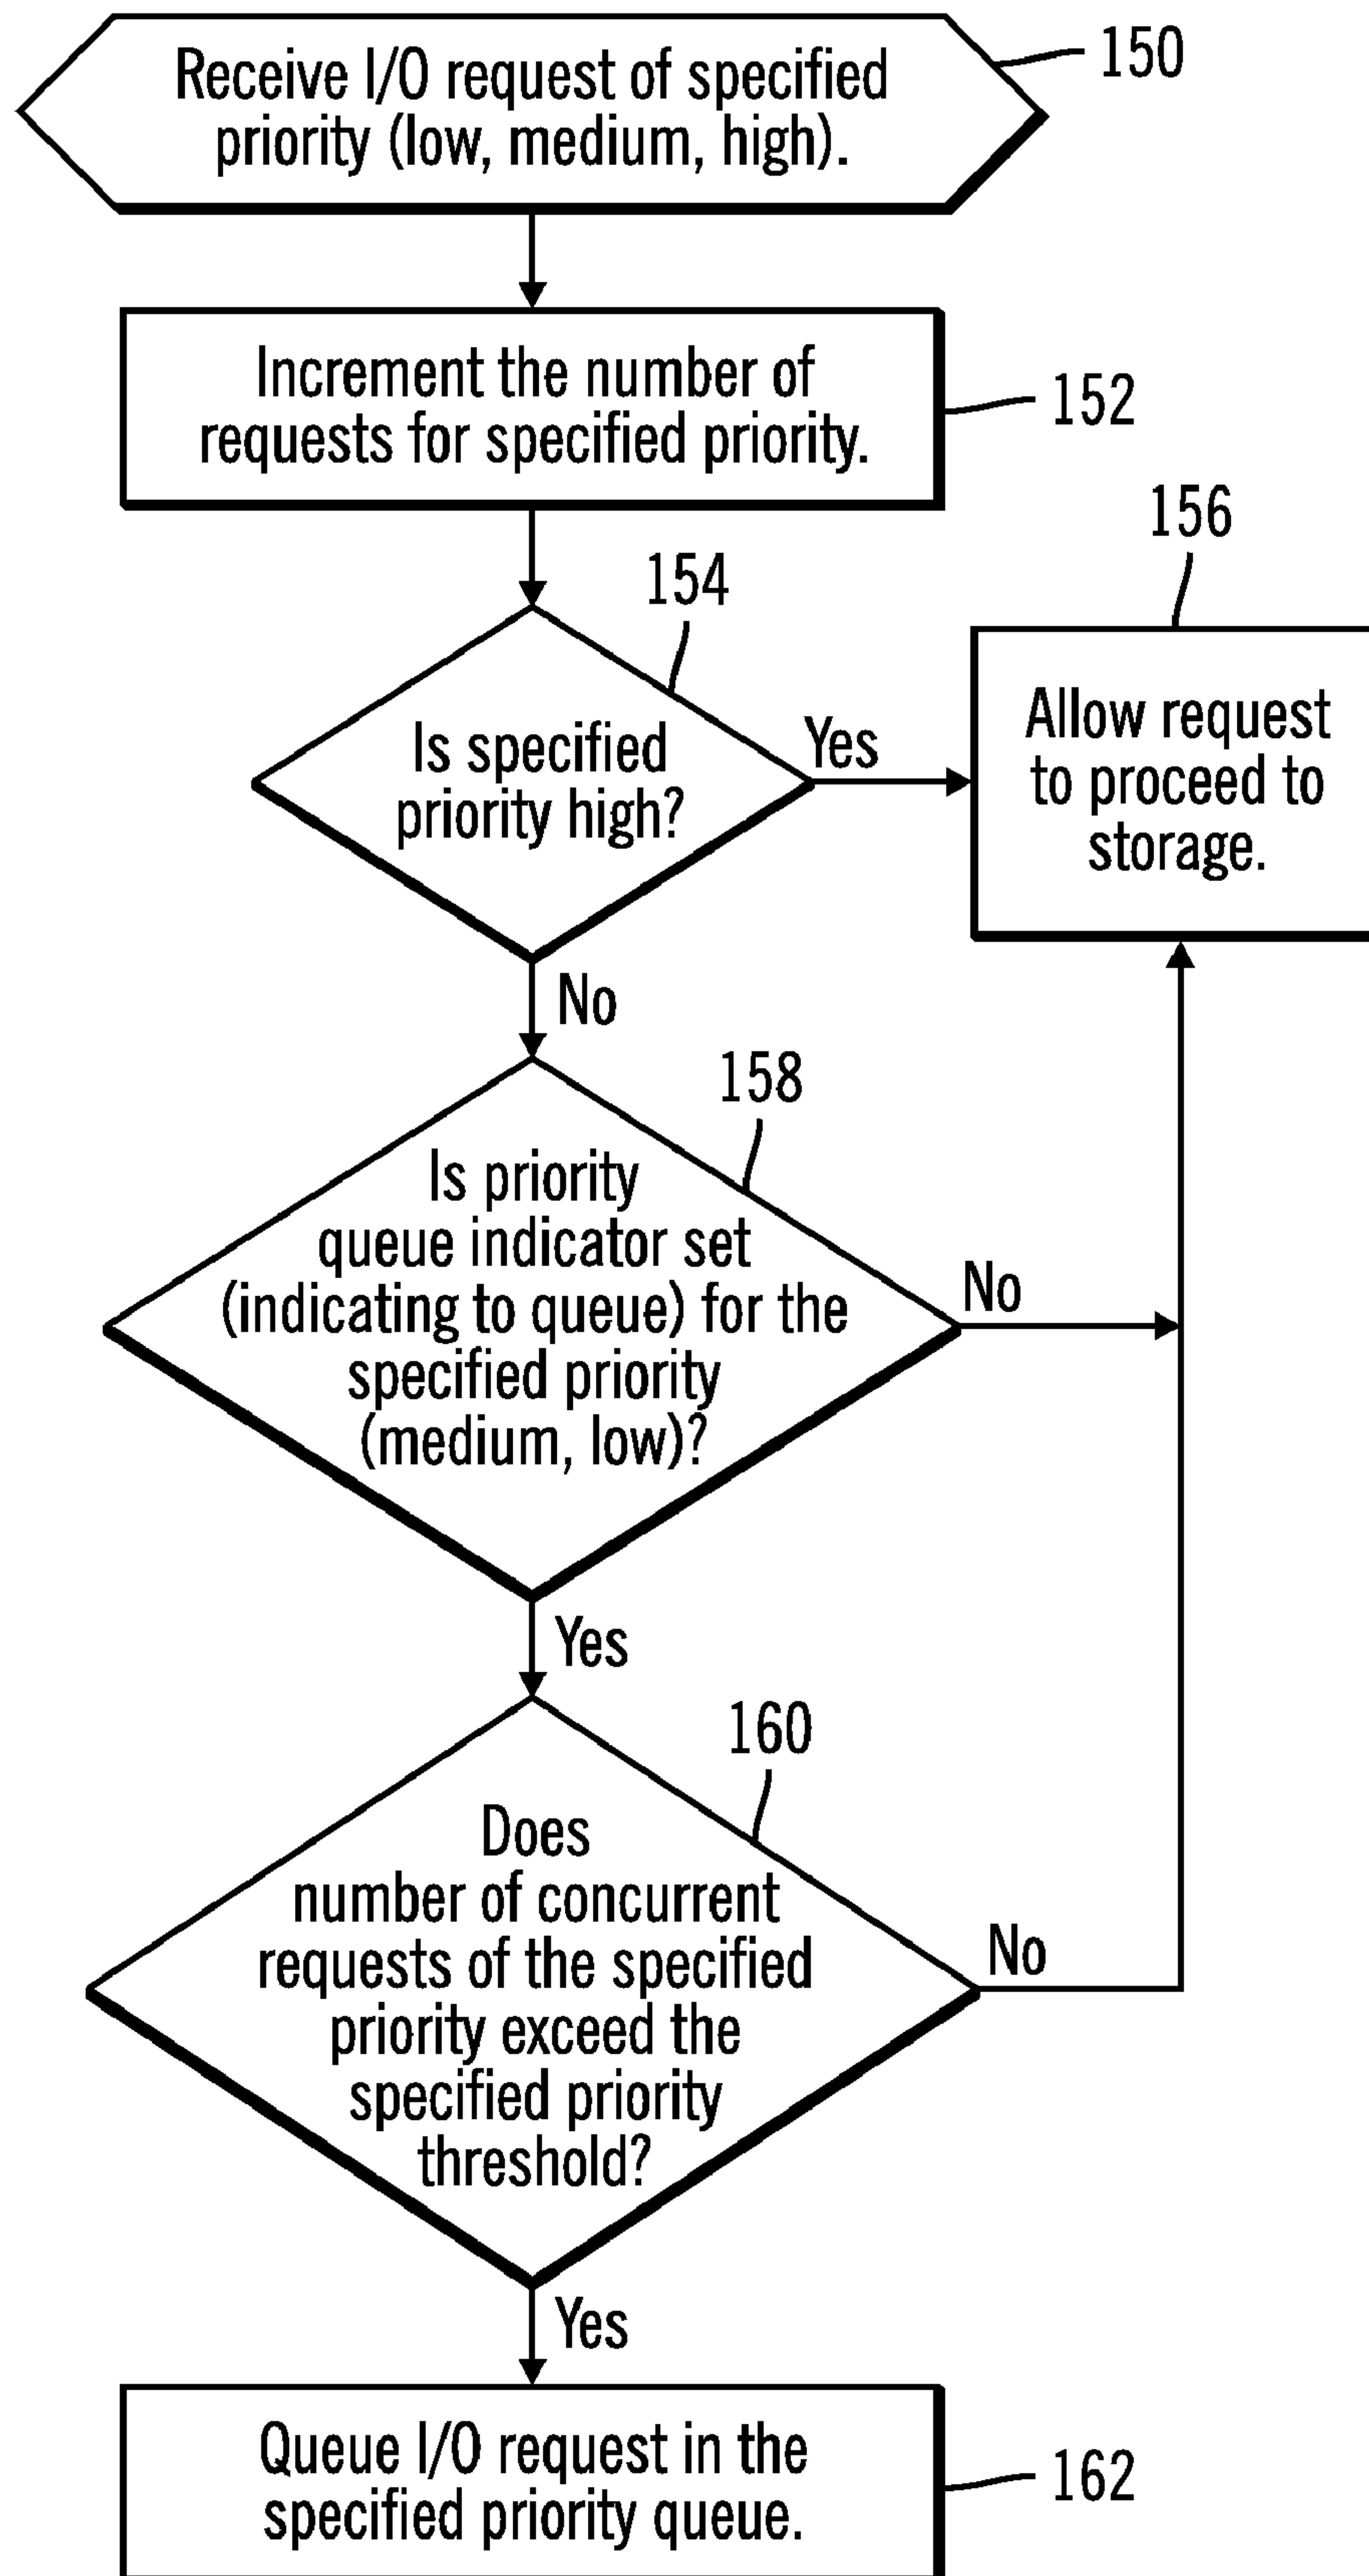 Receive I/O request of specified
priority (low, medium, high).
150
Increment the number of
requests for specified priority.
152
154
Is specified
priority high?
Yes
156
Allow request
to proceed to
storage.
No
158
Is priority
queue indicator set
(indicating to queue) for the
specified priority
(medium, low)?
No
Yes
160
Does
number of concurrent
requests of the specified
priority exceed the
specified priority
threshold?
No
Yes
Queue I/O request in the
specified priority queue.
162